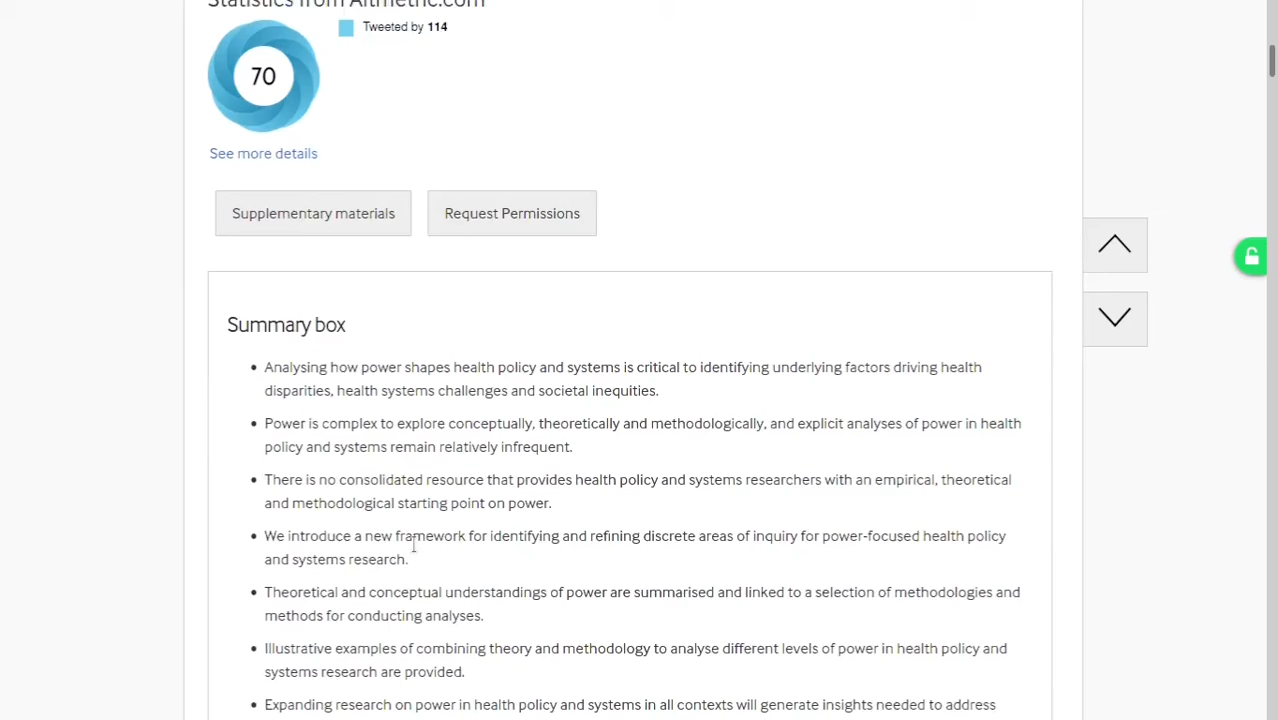 Statistics from Altmetric.com
Tweeted by 114
70
See more details
Supplementary materials
Request Permissions
Summary box
• Analysing how power shapes health policy and systems is critical to identifying underlying factors driving health
disparities, health systems challenges and societal inequities.
• Power is complex to explore conceptually, theoretically and methodologically, and explicit analyses of power in health
policy and systems remain relatively infrequent.
• There is no consolidated resource that provides health policy and systems researchers with an empirical, theoretical
and methodological starting point on power.
• We introduce a new framework for identifying and refining discrete areas of inquiry for power-focused health policy
and systems research.
• Theoretical and conceptual understandings of power are summarised and linked to a selection of methodologies and
methods for conducting analyses.
• Illustrative examples of combining theory and methodology to analyse different levels of power in health policy and
systems research are provided.
• Expanding research on power in health policy and systems in all contexts will generate insights needed to address